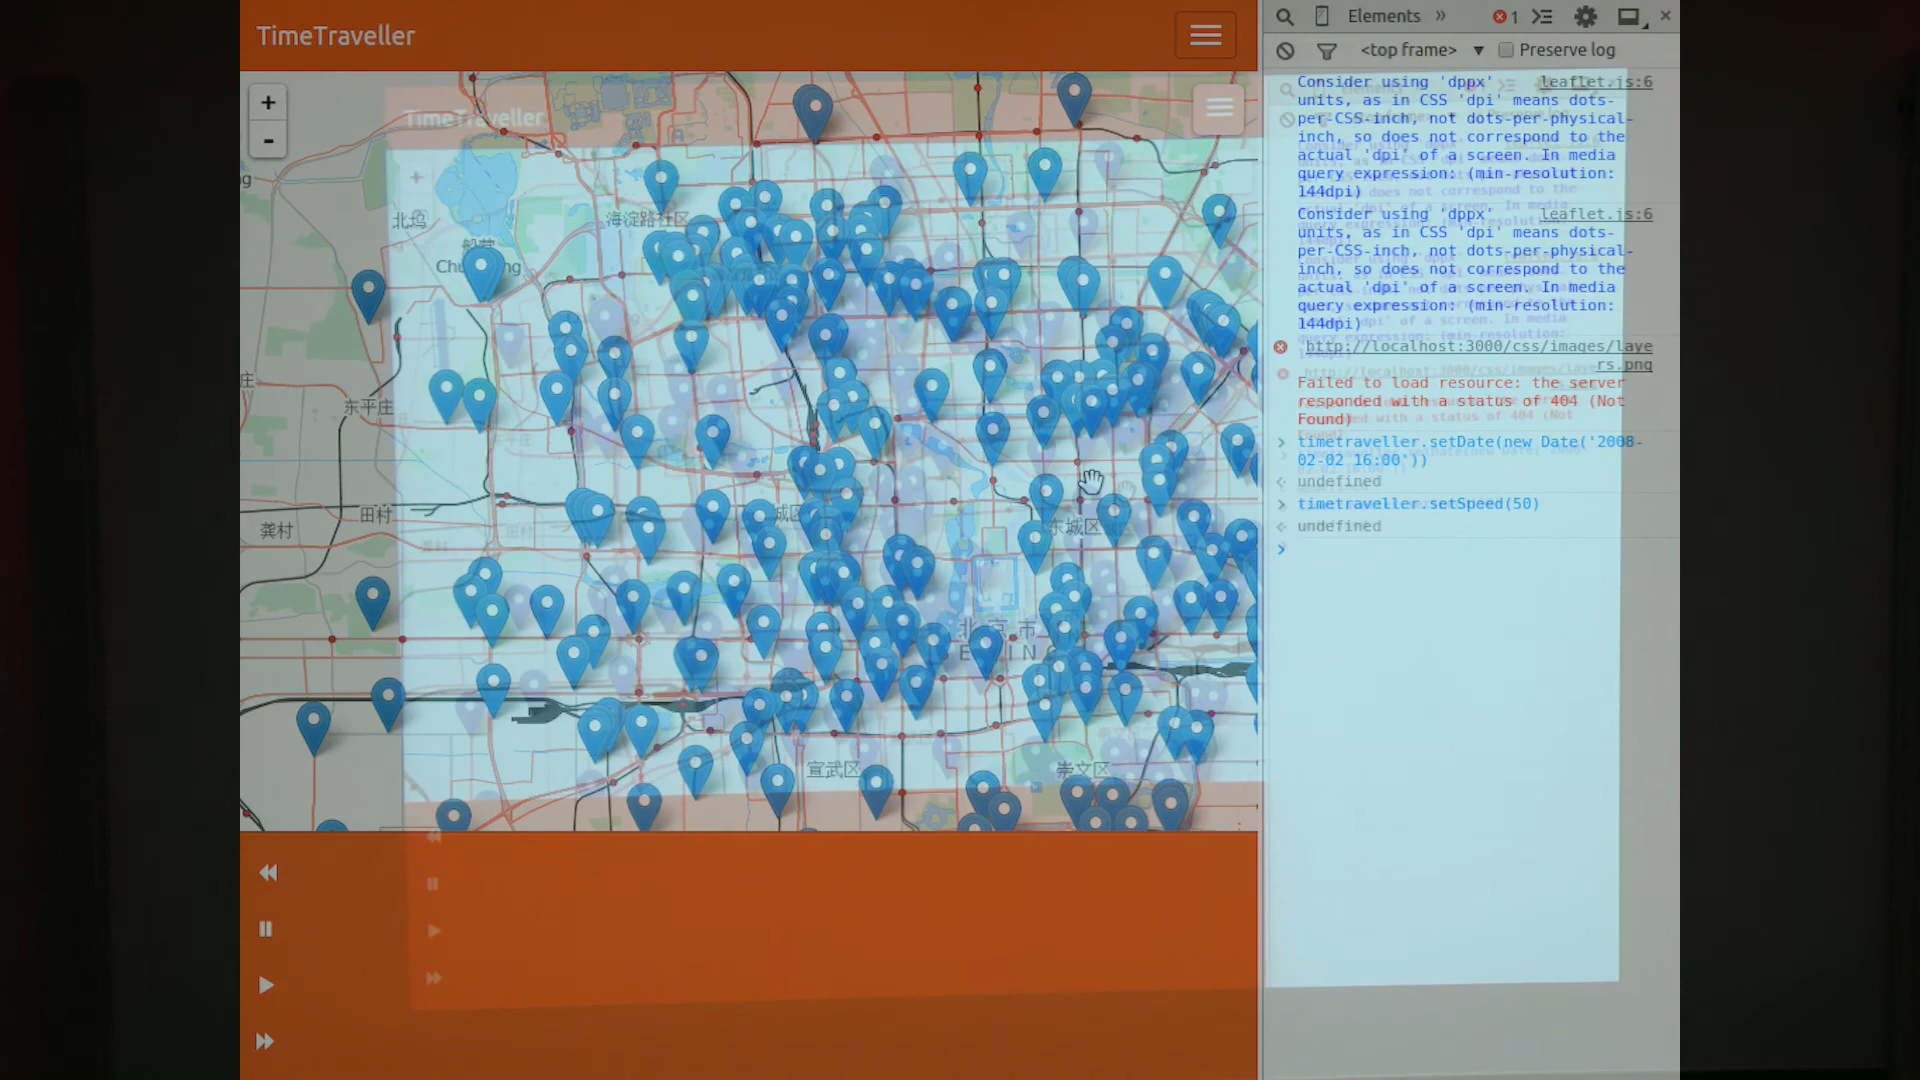 TimeTraveller
Elements »
1
<top frame> ▼ Preserve log
+
-
TimeTraveller
北坞
海淀路社区
船营
东平庄
田村
龚村
东城区
北京市
宣武区
崇文区
Consider using 'dppx' leaflet.js:6
units, as in CSS 'dpi' means dots-
per-CSS-inch, not dots-per-physical-
inch, so does not correspond to the
actual 'dpi' of a screen. In media
query expression: (min-resolution:
144dpi)
Consider using 'dppx' leaflet.js:6
units, as in CSS 'dpi' means dots-
per-CSS-inch, not dots-per-physical-
inch, so does not correspond to the
actual 'dpi' of a screen. In media
query expression: (min-resolution:
144dpi)
http://localhost:3000/css/images/laye
rs.png
Failed to load resource: the server
responded with a status of 404 (Not
Found)
> timetraveller.setDate(new Date('2008-
02-02 16:00'))
undefined
> timetraveller.setSpeed(50)
undefined
>